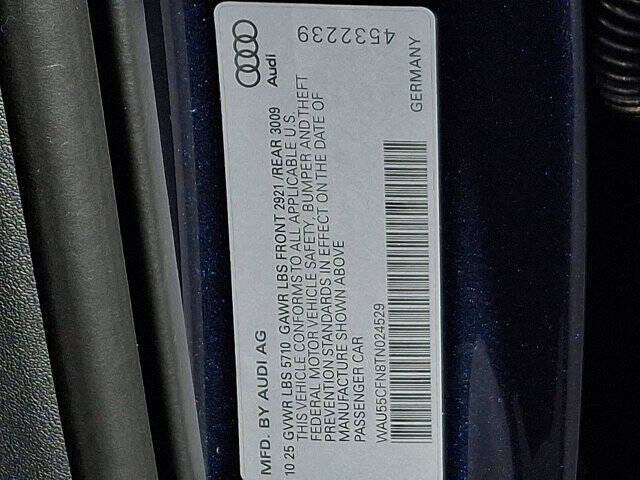 MFD. BY AUDI AG
10 25 GVWR LBS 5710 GAWR LBS FRONT 2921 /REAR 3009
THIS VEHICLE CONFORMS TO ALL APPLICABLE U.S.
FEDERAL MOTOR VEHICLE SAFETY, BUMPER AND THEFT
PREVENTION STANDARDS IN EFFECT ON THE DATE OF
MANUFACTURE SHOWN ABOVE
PASSENGER CAR
WAU55CFN8TN024529
Audi
4532239
GERMANY